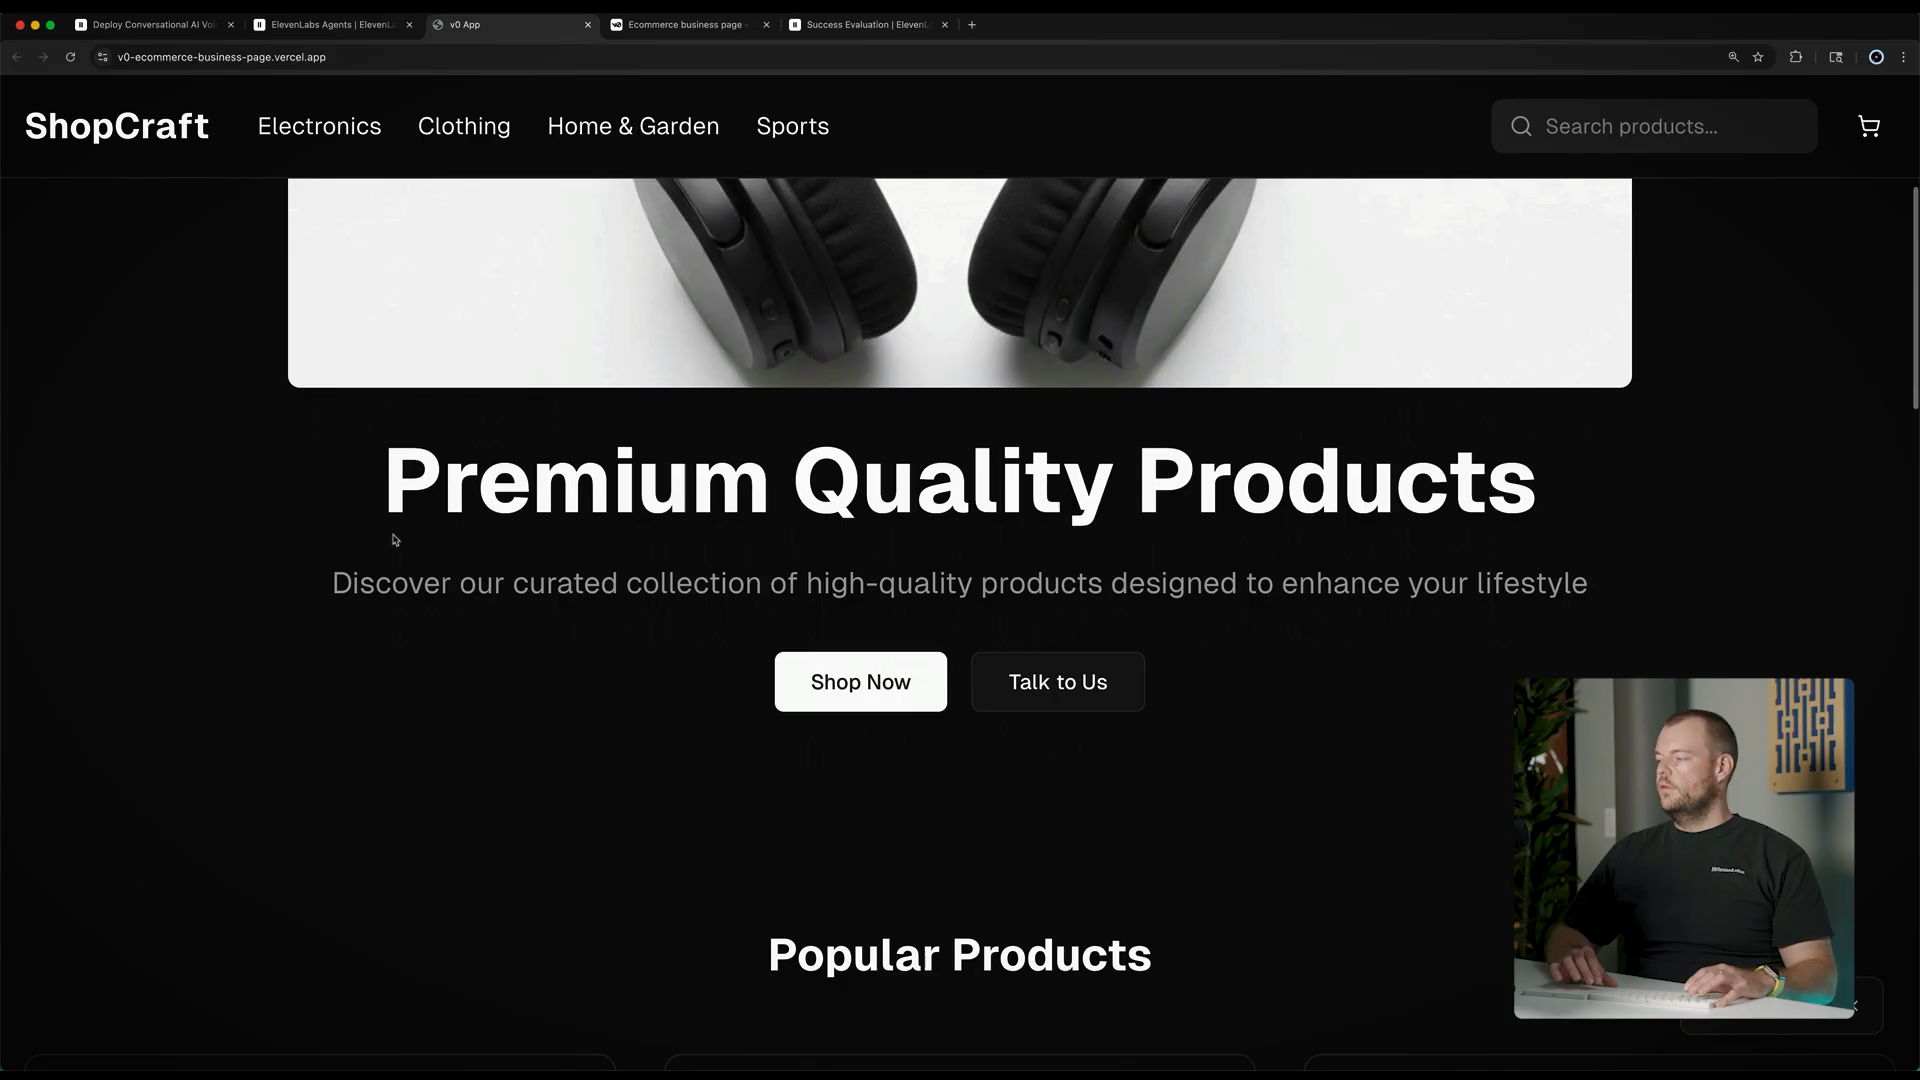 Deploy Conversational AI Voi
ElevenLabs Agents | ElevenLa
v0 App
Ecommerce business page -
Success Evaluation | ElevenL
v0-ecommerce-business-page.vercel.app
ShopCraft
Electronics
Clothing
Home & Garden
Sports
Search products...
Premium Quality Products
Discover our curated collection of high-quality products designed to enhance your lifestyle
Shop Now
Talk to Us
Popular Products